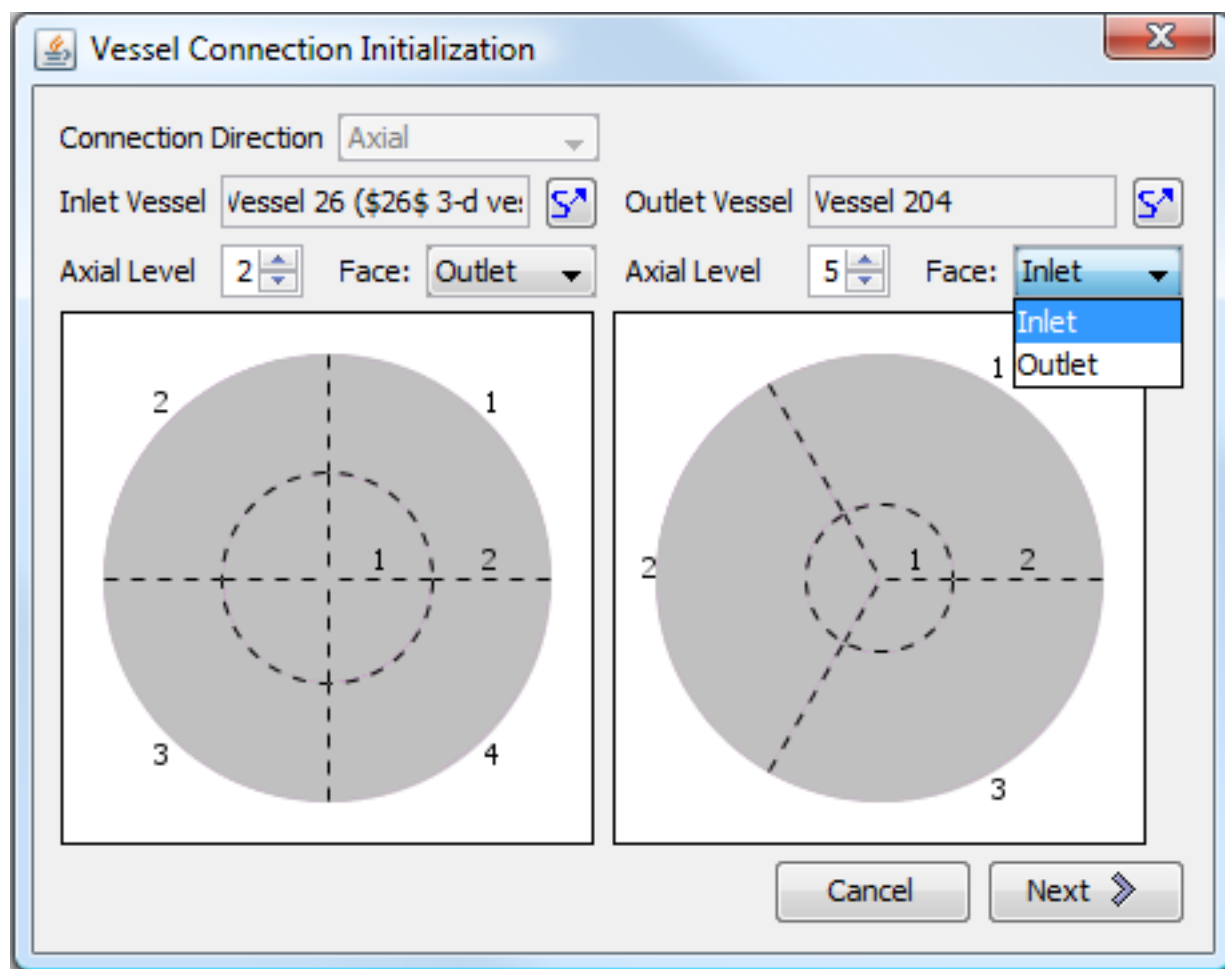 Vessel Connection Initialization
Connection Direction Axial
Inlet Vessel Vessel 26 ($26$ 3-d ves Outlet Vessel Vessel 204
Axial Level 2 Face: Outlet Axial Level 5 Face: Inlet
Inlet
Outlet
2 1
1 2
3 4
1
2 1 2
3
Cancel Next